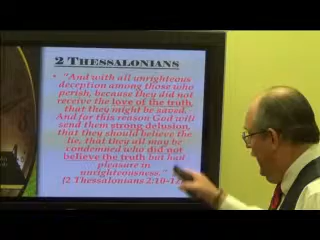 2 THESSALONIANS
• "And with all unrighteous
deception among those who
perish, because they did not
receive the love of the truth,
that they might be saved.
And for this reason God will
send them strong delusion,
that they should believe the
lie, that they all may be
condemned who did not
believe the truth but had
pleasure in
unrighteousness."
(2 Thessalonians 2:10-12